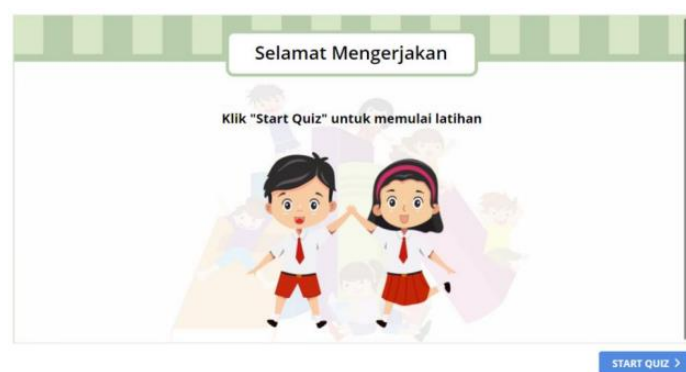 Selamat Mengerjakan
Klik "Start Quiz" untuk memulai latihan
START QUIZ >